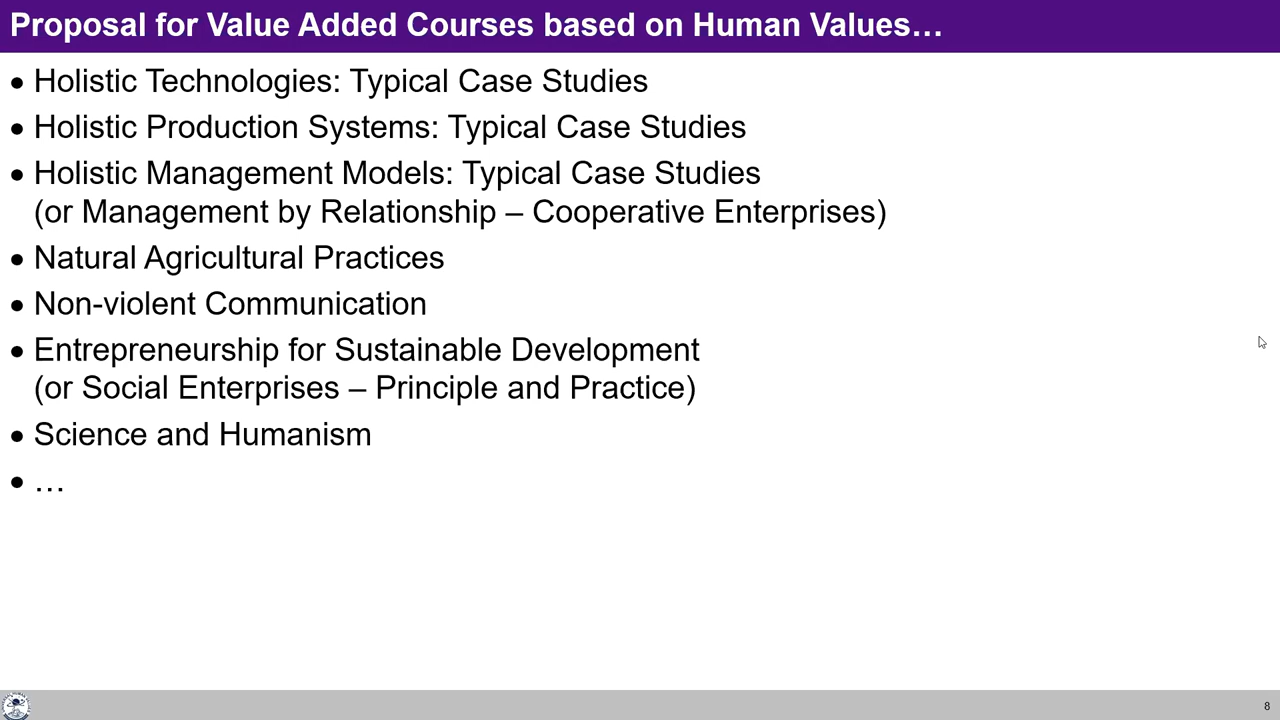 Proposal for Value Added Courses based on Human Values…
• Holistic Technologies: Typical Case Studies
• Holistic Production Systems: Typical Case Studies
• Holistic Management Models: Typical Case Studies
(or Management by Relationship – Cooperative Enterprises)
• Natural Agricultural Practices
• Non-violent Communication
• Entrepreneurship for Sustainable Development
(or Social Enterprises – Principle and Practice)
• Science and Humanism
• …
8